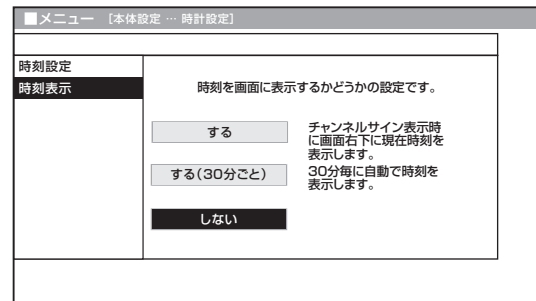 ■メニュー [本体設定 … 時計設定]
時刻設定
時刻表示
時刻を画面に表示するかどうかの設定です。
する
チャンネルサイン表示時
に画面右下に現在時刻を
表示します。
する(30分ごと)
30分毎に自動で時刻を
表示します。
しない